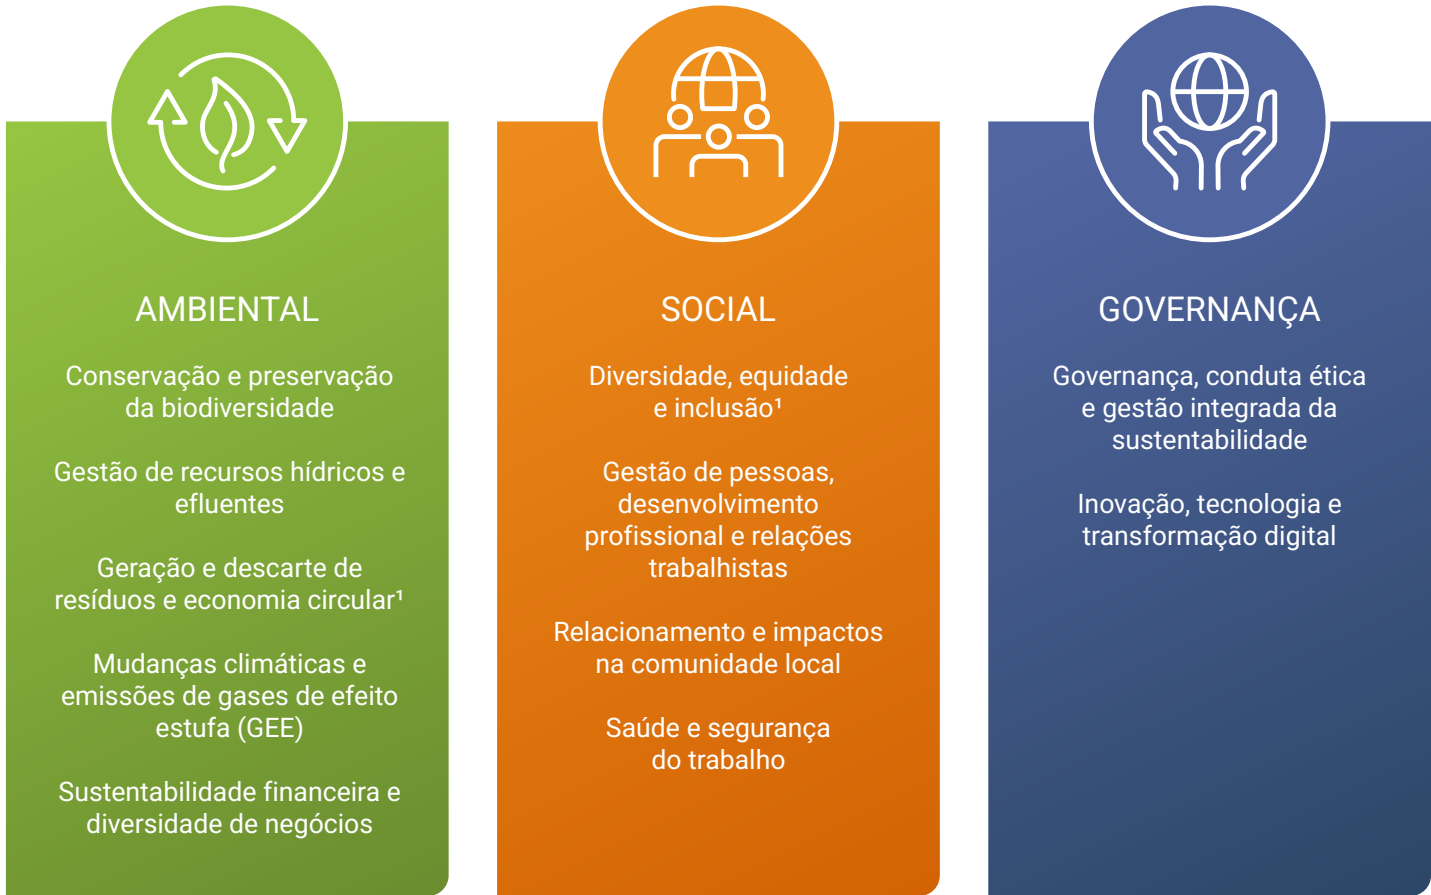 AMBIENTAL
Conservação e preservação
da biodiversidade
Gestão de recursos hídricos e
efluentes
Geração e descarte de
resíduos e economia circular¹
Mudanças climáticas e
emissões de gases de efeito
estufa (GEE)
Sustentabilidade financeira e
diversidade de negócios
SOCIAL
Diversidade, equidade
e inclusão¹
Gestão de pessoas,
desenvolvimento
profissional e relações
trabalhistas
Relacionamento e impactos
na comunidade local
Saúde e segurança
do trabalho
GOVERNANÇA
Governança, conduta ética
e gestão integrada da
sustentabilidade
Inovação, tecnologia e
transformação digital